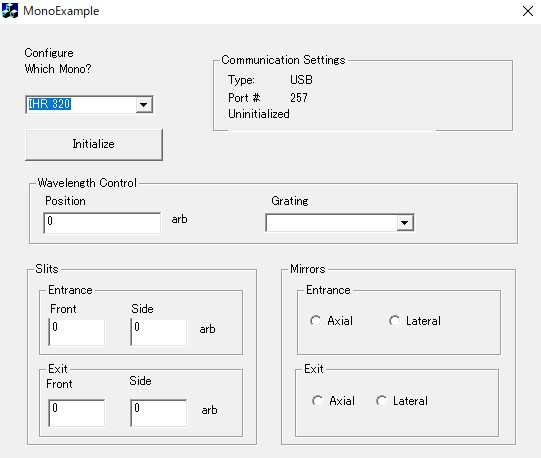 MonoExample
Configure
Which Mono?
IHR 320
Initialize
Communication Settings
Type: USB
Port #: 257
Uninitialized
Wavelength Control
Position
0 arb
Grating
Slits
Entrance
Front Side
0 0 arb
Exit
Front Side
0 0 arb
Mirrors
Entrance
Axial Lateral
Exit
Axial Lateral